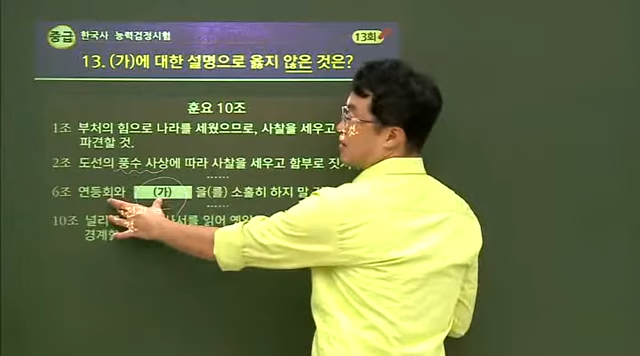 중급 한국사 능력검정시험 13회
13. (가)에 대한 설명으로 옳지 않은 것은?
훈요 10조
1조 부처의 힘으로 나라를 세웠으므로, 사찰을 세우고
파견할 것.
2조 도선의 풍수 사상에 따라 사찰을 세우고 함부로 짓지
6조 연등회와 (가) 을(를) 소홀히 하지 말
10조 널리 읽어